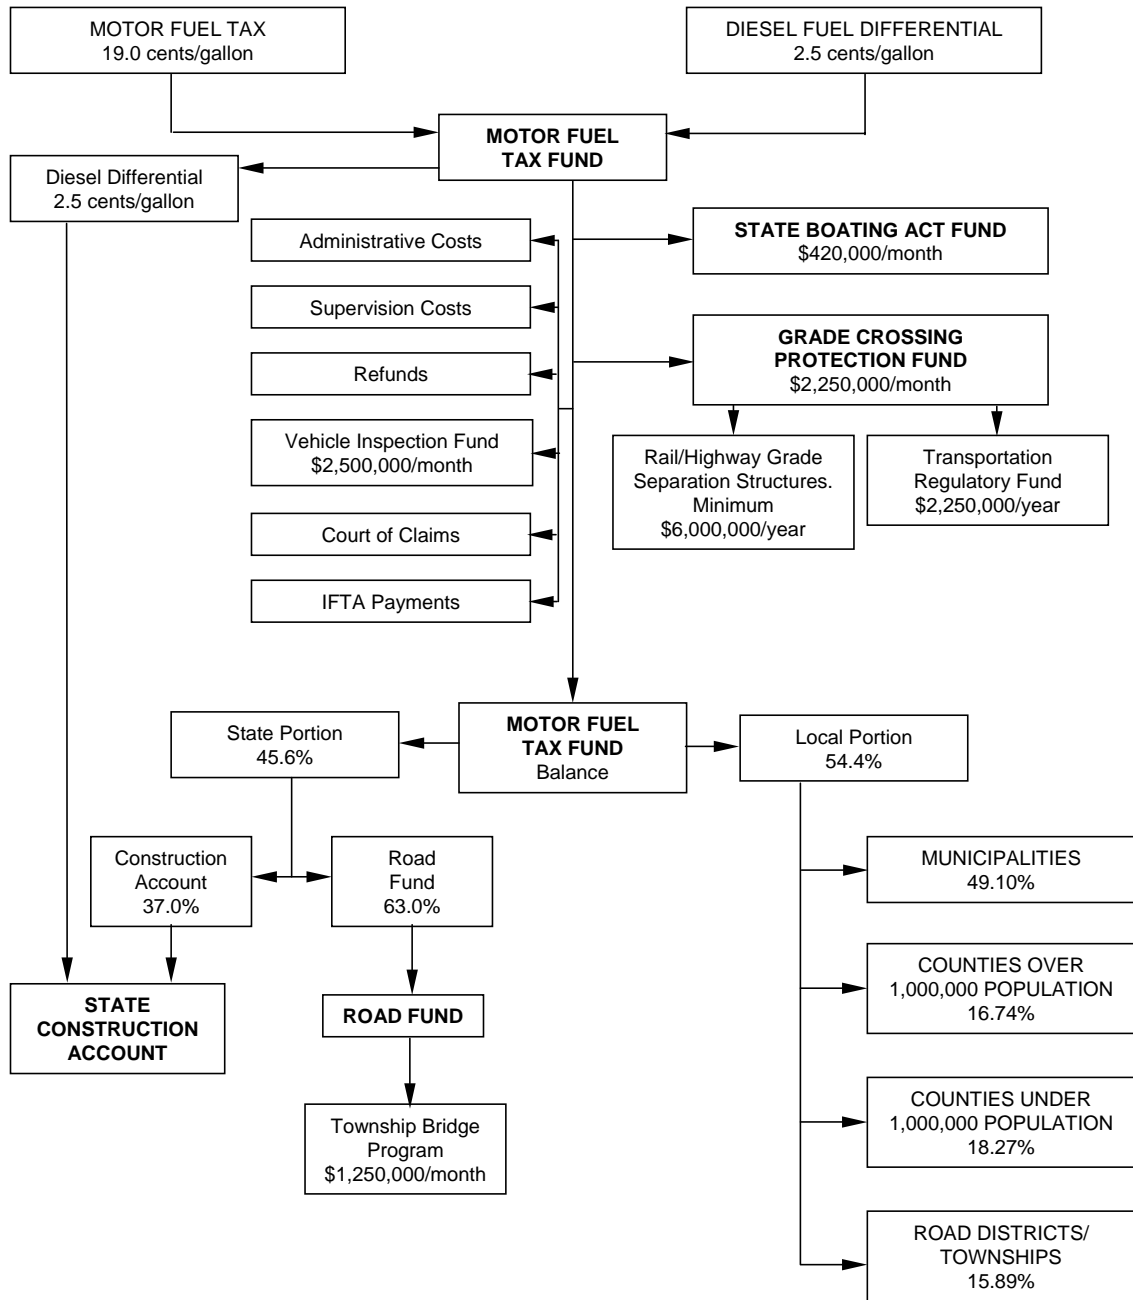 MOTOR FUEL TAX
19.0 cents/gallon
DIESEL FUEL DIFFERENTIAL
2.5 cents/gallon
MOTOR FUEL
TAX FUND
Diesel Differential
2.5 cents/gallon
Administrative Costs
STATE BOATING ACT FUND
$420,000/month
Supervision Costs
GRADE CROSSING
PROTECTION FUND
$2,250,000/month
Refunds
Vehicle Inspection Fund
$2,500,000/month
Rail/Highway Grade
Separation Structures.
Minimum
$6,000,000/year
Transportation
Regulatory Fund
$2,250,000/year
Court of Claims
IFTA Payments
State Portion
45.6%
MOTOR FUEL
TAX FUND
Balance
Local Portion
54.4%
Construction
Account
37.0%
Road
Fund
63.0%
MUNICIPALITIES
49.10%
STATE
CONSTRUCTION
ACCOUNT
ROAD FUND
COUNTIES OVER
1,000,000 POPULATION
16.74%
Township Bridge
Program
$1,250,000/month
COUNTIES UNDER
1,000,000 POPULATION
18.27%
ROAD DISTRICTS/
TOWNSHIPS
15.89%